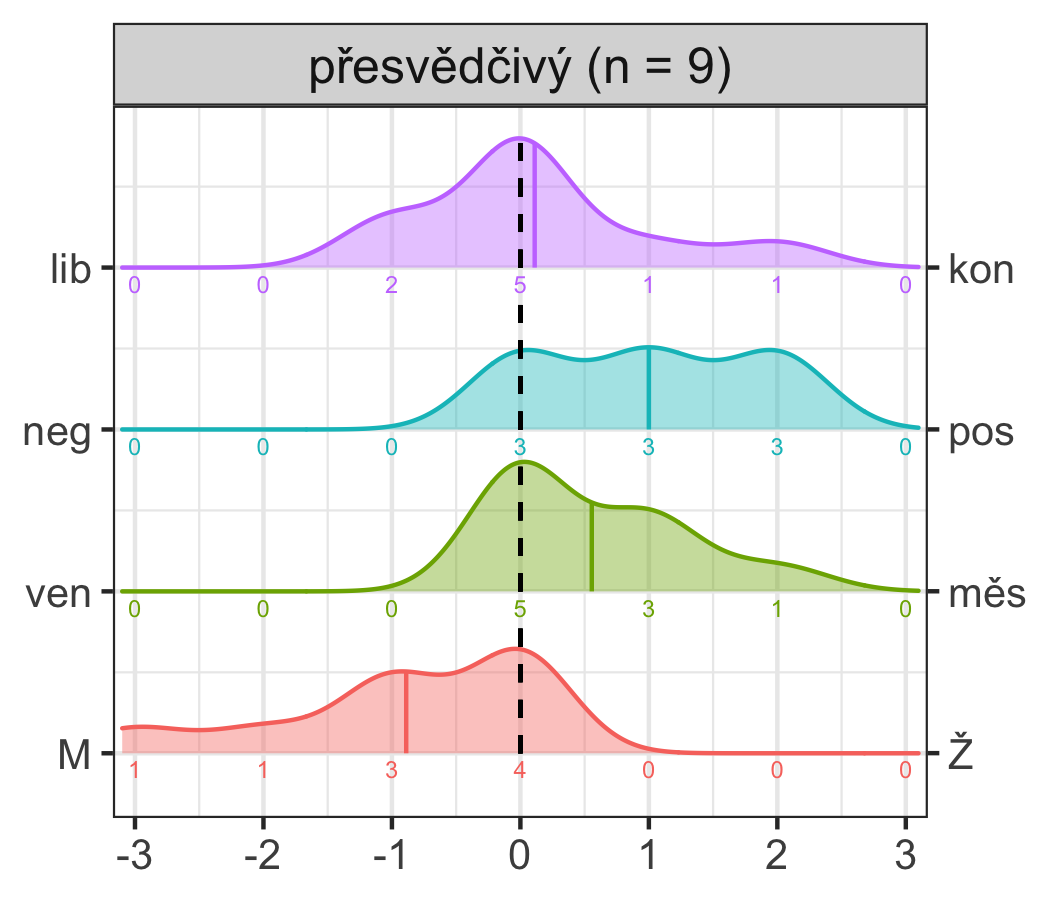 přesvědčivý (n = 9)
lib kon
0 0 2 5 1 1 0
neg pos
0 0 0 3 3 3 0
ven měs
0 0 0 5 3 1 0
M Ž
1 1 3 4 0 0 0
-3 -2 -1 0 1 2 3